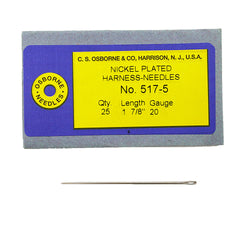 C. S. OSBORNE & CO, HARRISON, N. J., U.S.A.
OSBORNE
NEEDLES
NICKEL PLATED
HARNESS-NEEDLES
No. 517-5
Qty Length Gauge
25 1 7/8" 20